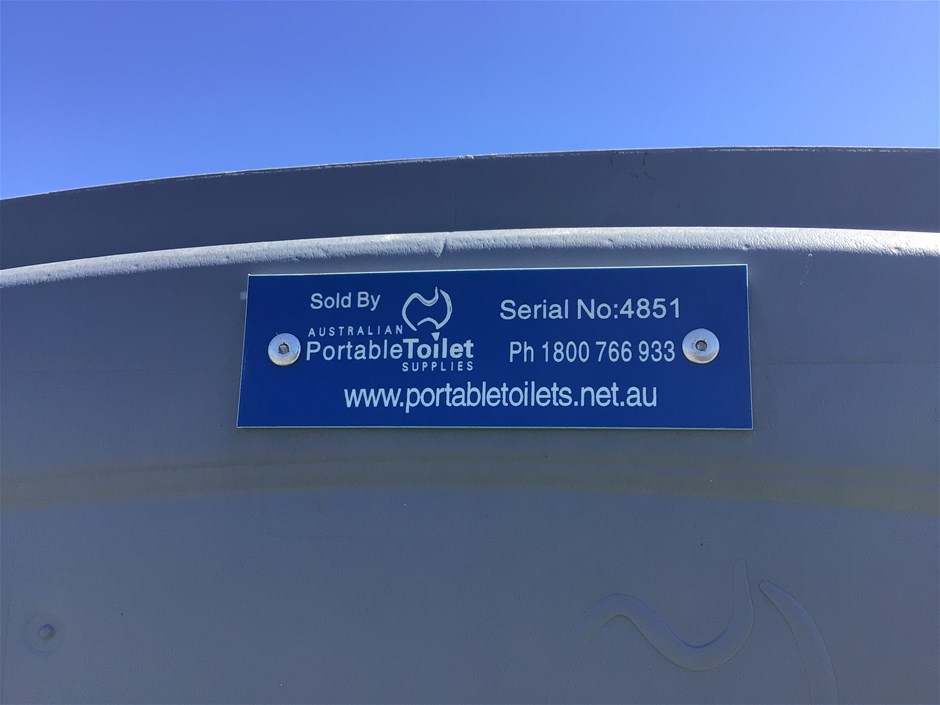 Sold By
AUSTRALIAN
PortableToilet
SUPPLIES
Serial No:4851
Ph 1800 766 933
www.portabletoilets.net.au